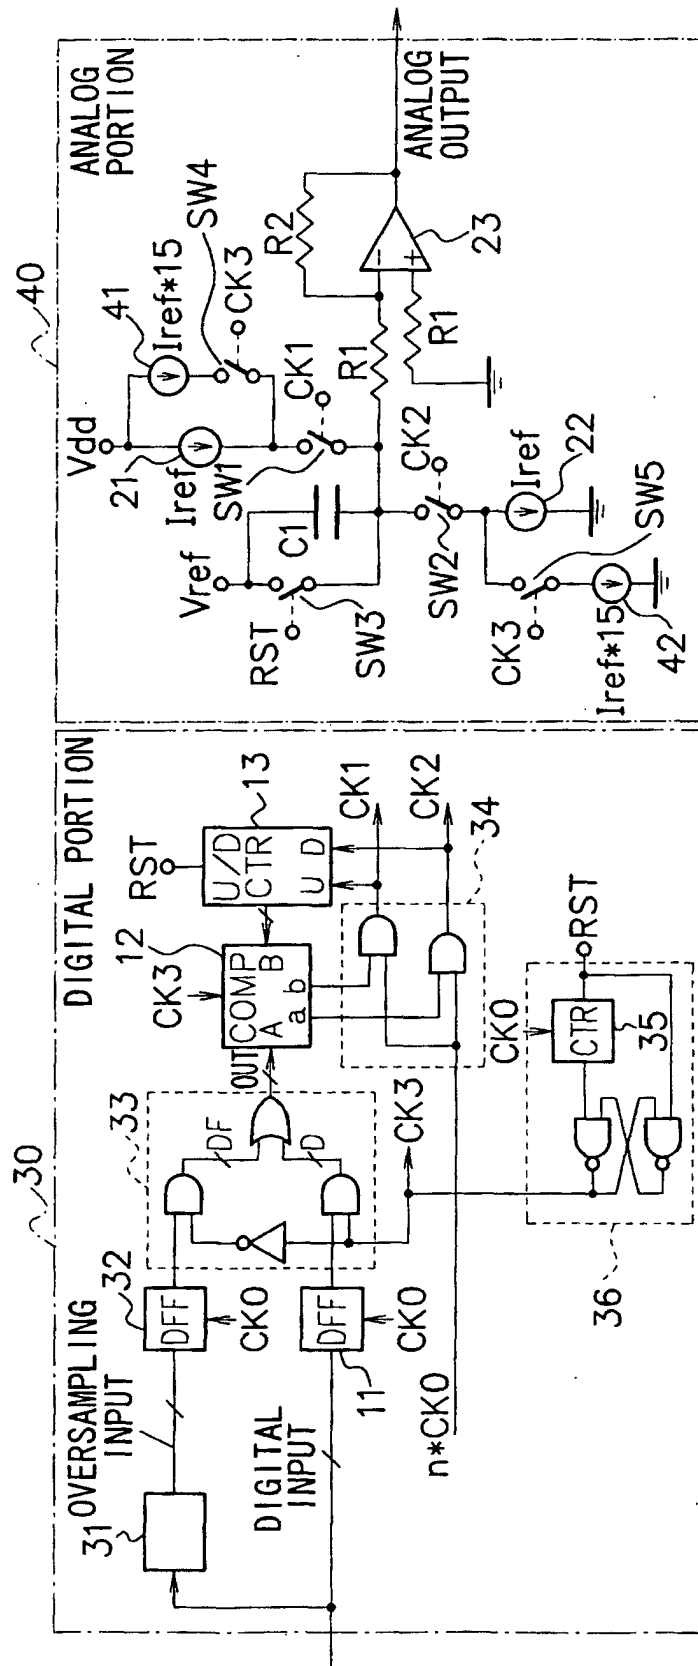 30
DIGITAL PORTION
31
OVERSAMPLING
INPUT
32
DFF
CK0
DIGITAL
INPUT
DFF
11
CK0
n*CK0
33
DF
D
OUT
CK3
12
COMP
A
B
a
b
CK3
RST
13
U/D
CTR
U D
CK1
CK2
34
CK0
CTR
35
RST
36
40
ANALOG
PORTION
Vref
RST
SW3
C1
Vdd
21
Iref
41
Iref*15
SW4
CK3
SW1
CK1
R1
R2
R1
23
ANALOG
OUTPUT
SW2
CK2
Iref
22
SW5
CK3
Iref*15
42